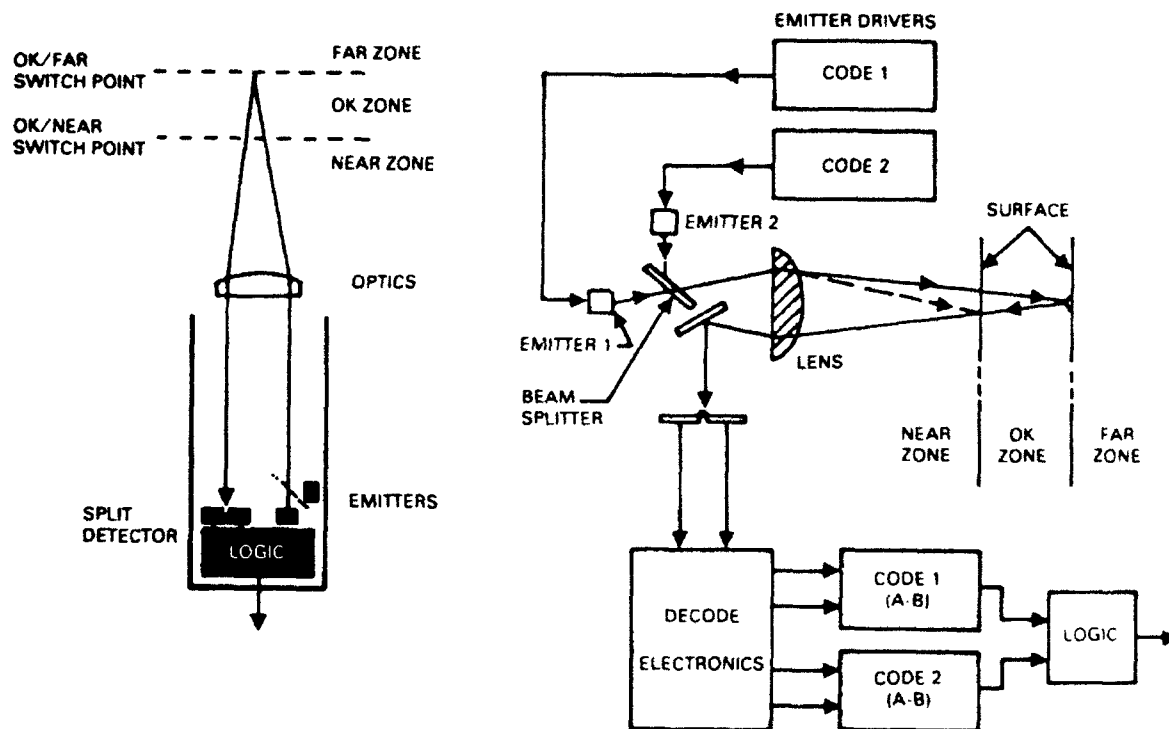 OK/FAR
SWITCH POINT
FAR ZONE
OK ZONE
OK/NEAR
SWITCH POINT
NEAR ZONE
OPTICS
EMITTERS
SPLIT
DETECTOR
LOGIC
EMITTER DRIVERS
CODE 1
CODE 2
EMITTER 2
SURFACE
EMITTER 1
LENS
BEAM
SPLITTER
NEAR
ZONE
OK
ZONE
FAR
ZONE
DECODE
ELECTRONICS
CODE 1
(A-B)
CODE 2
(A-B)
LOGIC